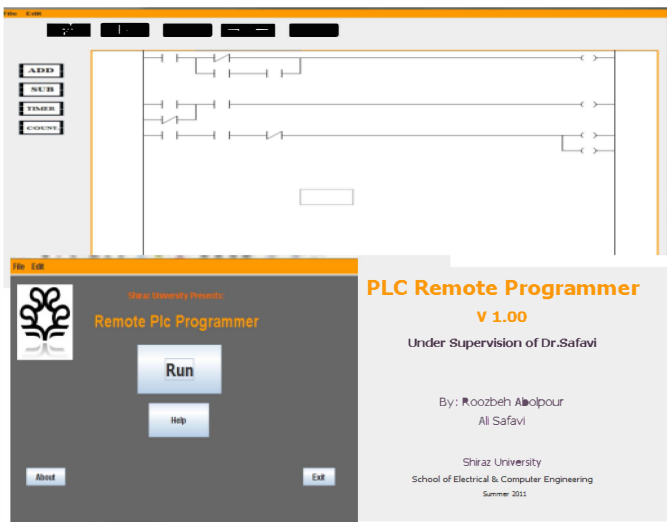 File Edit
ADD
SUB
TIMER
COUNT
File Edit
Shiraz University Presents:
Remote Plc Programmer
Run
Help
About
Exit
PLC Remote Programmer
V 1.00
Under Supervision of Dr.Safavi
By: Roozbeh Abolpour
Ali Safavi
Shiraz University
School of Electrical & Computer Engineering
Summer 2011